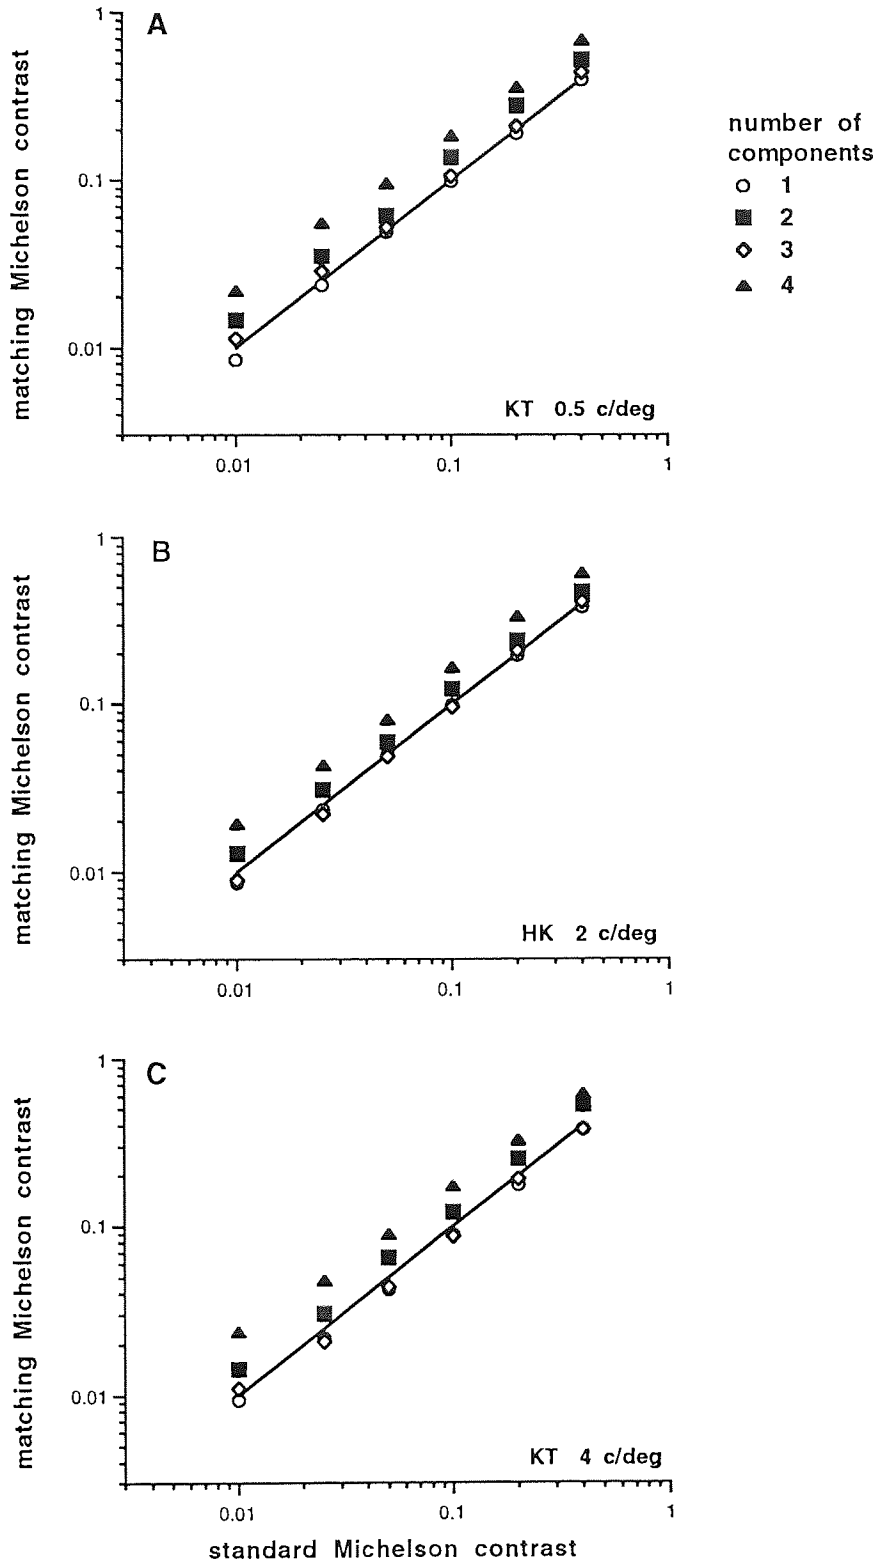 A
1
0.1
0.01
matching Michelson contrast
KT 0.5 c/deg
0.01 0.1 1
number of
components
1
2
3
4
B
1
0.1
0.01
matching Michelson contrast
HK 2 c/deg
0.01 0.1 1
C
1
0.1
0.01
matching Michelson contrast
KT 4 c/deg
0.01 0.1 1
standard Michelson contrast